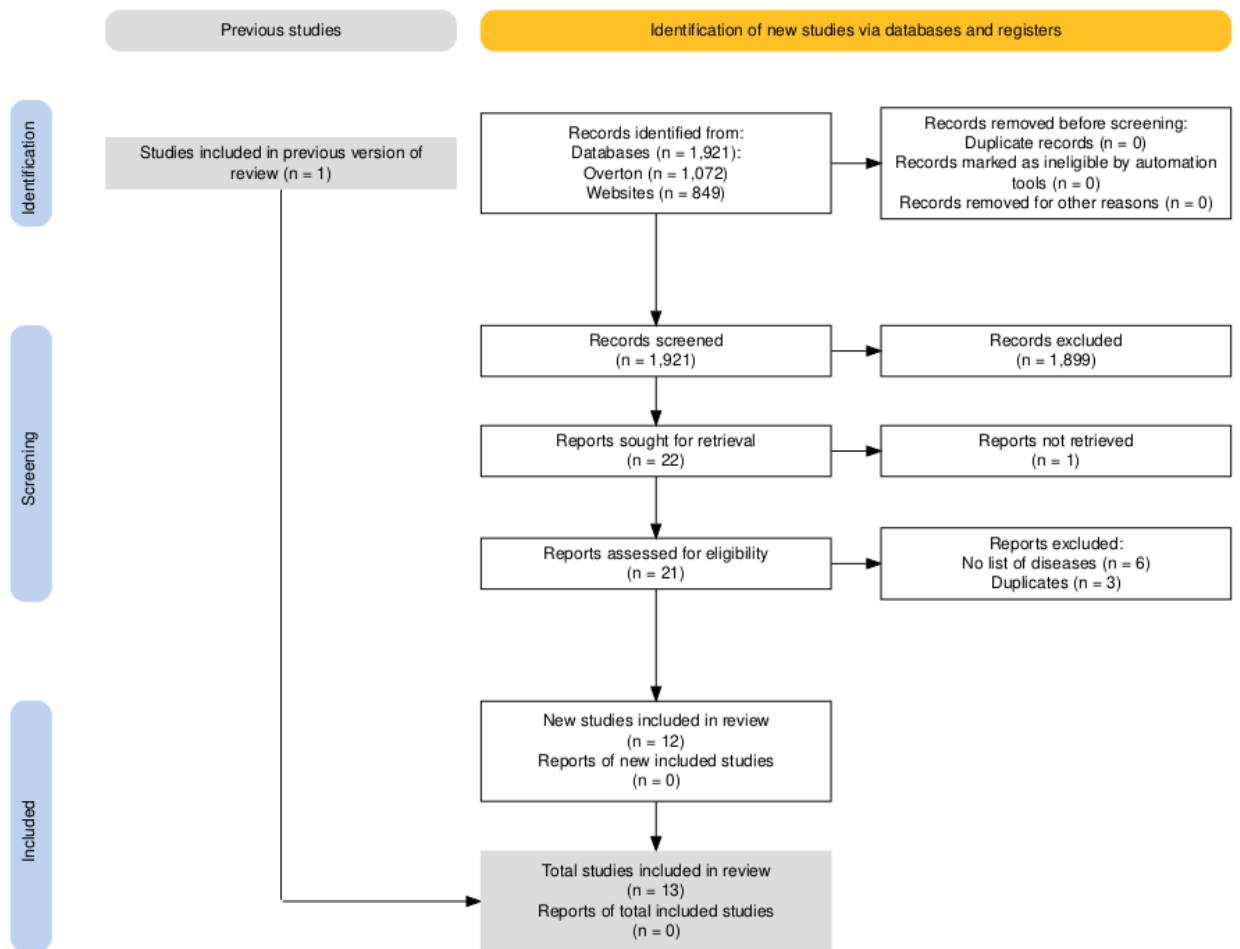 Previous studies
Identification of new studies via databases and registers
Identification
Studies included in previous version of
review (n = 1)
Records identified from:
Databases (n = 1,921):
Overton (n = 1,072)
Websites (n = 849)
Records removed before screening:
Duplicate records (n = 0)
Records marked as ineligible by automation
tools (n = 0)
Records removed for other reasons (n = 0)
Screening
Records screened
(n = 1,921)
Records excluded
(n = 1,899)
Reports sought for retrieval
(n = 22)
Reports not retrieved
(n = 1)
Reports assessed for eligibility
(n = 21)
Reports excluded:
No list of diseases (n = 6)
Duplicates (n = 3)
Included
New studies included in review
(n = 12)
Reports of new included studies
(n = 0)
Total studies included in review
(n = 13)
Reports of total included studies
(n = 0)